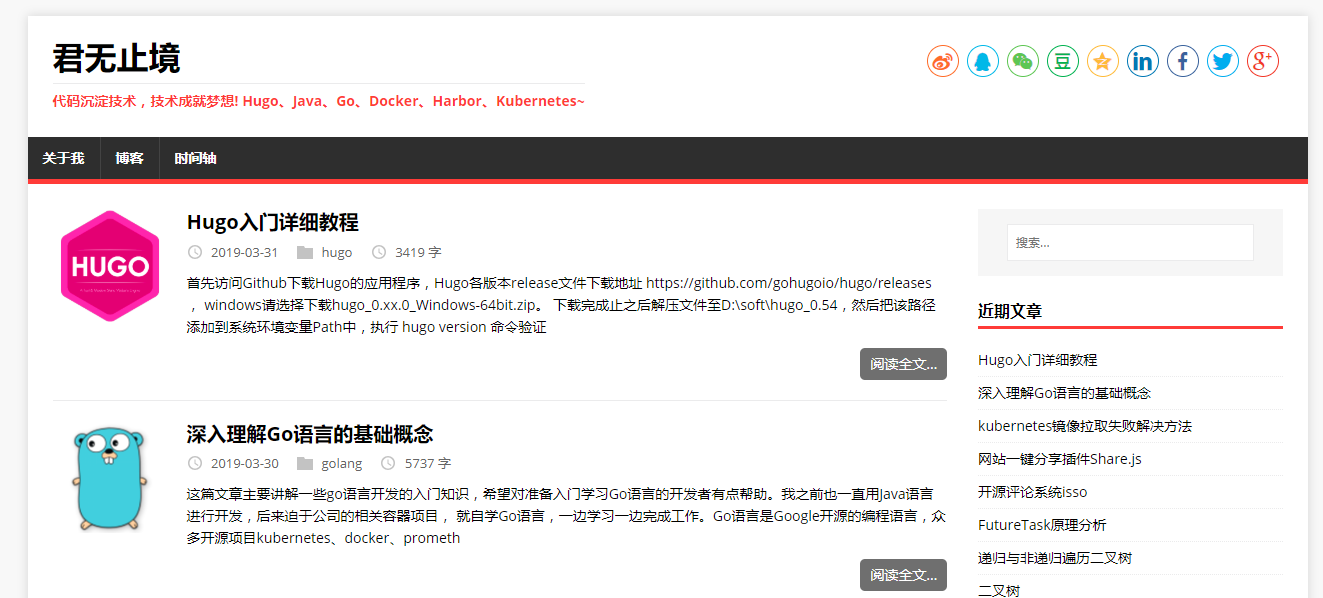 君无止境
代码沉淀技术，技术成就梦想! Hugo、Java、Go、Docker、Harbor、Kubernetes~
豆
in
f
g+
关于我 博客 时间轴
HUGO
Hugo入门详细教程
2019-03-31 hugo 3419 字
首先访问Github下载Hugo的应用程序，Hugo各版本release文件下载地址 https://github.com/gohugoio/hugo/releases
，windows请选择下载hugo_0.xx.0_Windows-64bit.zip。 下载完成止之后解压文件至D:\soft\hugo_0.54，然后把该路径
添加到系统环境变量Path中，执行 hugo version 命令验证
阅读全文...
深入理解Go语言的基础概念
2019-03-30 golang 5737 字
这篇文章主要讲解一些go语言开发的入门知识，希望对准备入门学习Go语言的开发者有点帮助。我之前也一直用Java语言
进行开发，后来迫于公司的相关容器项目， 就自学Go语言，一边学习一边完成工作。Go语言是Google开源的编程语言，众
多开源项目kubernetes、docker、prometh
阅读全文...
搜索...
近期文章
Hugo入门详细教程
深入理解Go语言的基础概念
kubernetes镜像拉取失败解决方法
网站一键分享插件Share.js
开源评论系统isso
FutureTask原理分析
递归与非递归遍历二叉树
二叉树